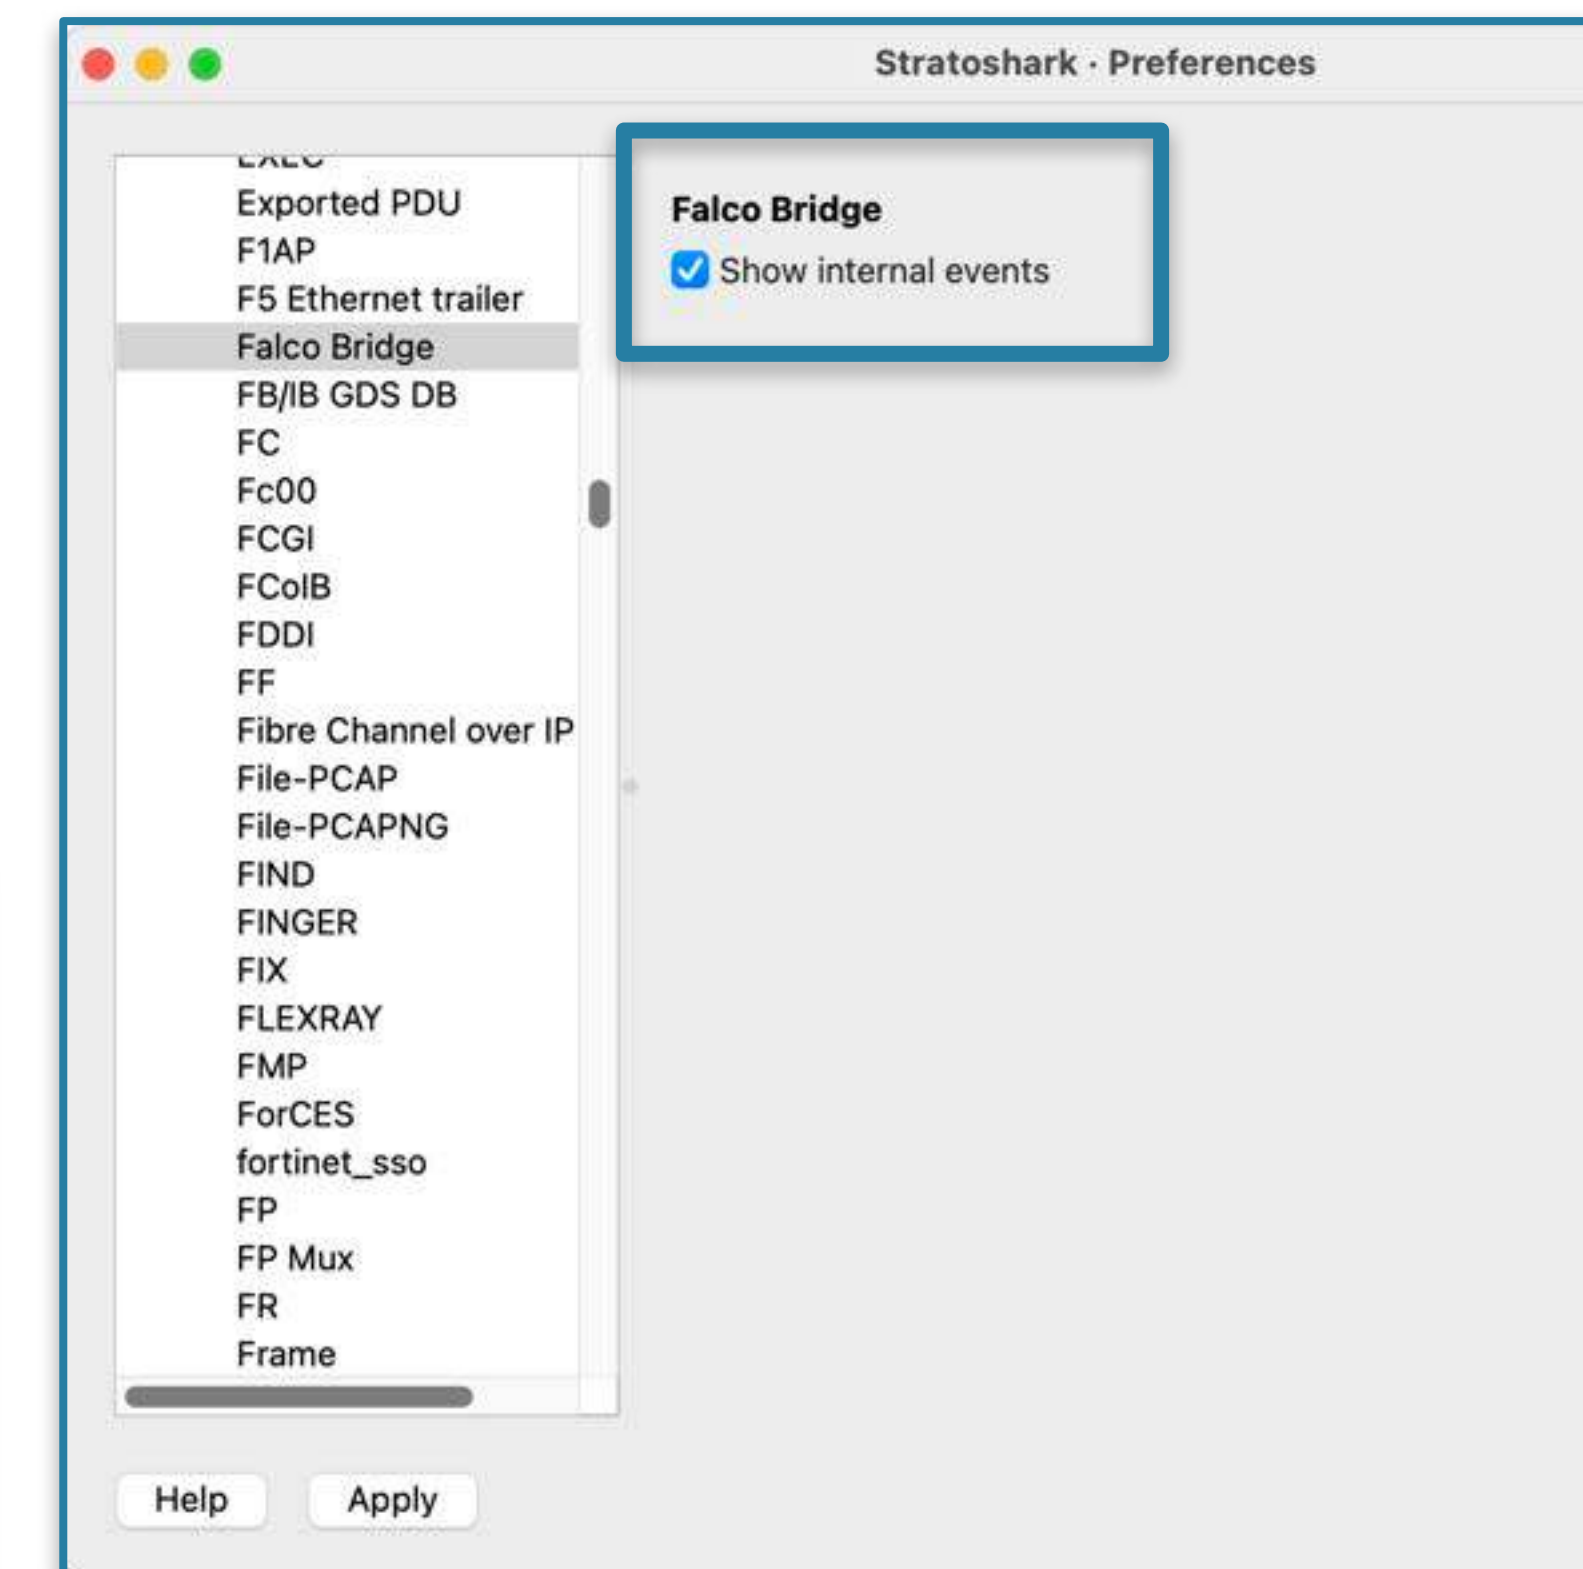 Stratoshark · Preferences
EXEC
Exported PDU
F1AP
F5 Ethernet trailer
Falco Bridge
FB/IB GDS DB
FC
Fc00
FCGI
FCoIB
FDDI
FF
Fibre Channel over IP
File-PCAP
File-PCAPNG
FIND
FINGER
FIX
FLEXRAY
FMP
ForCES
fortinet_sso
FP
FP Mux
FR
Frame
Falco Bridge
Show internal events
Help
Apply